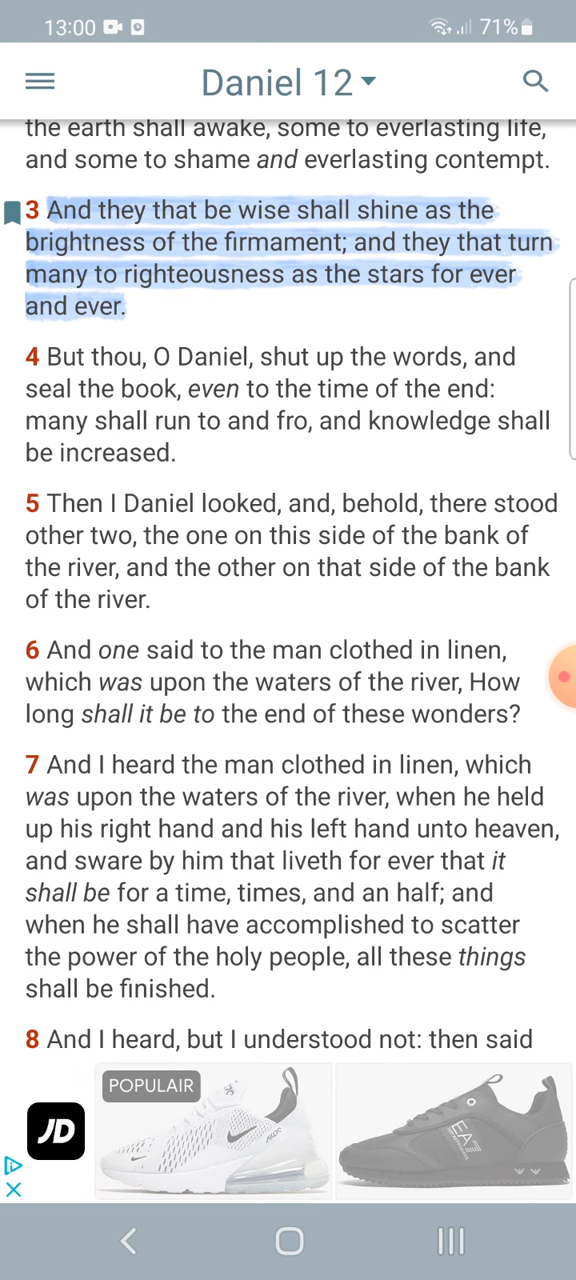 13:00
71%
Daniel 12
the earth shall awake, some to everlasting life,
and some to shame and everlasting contempt.
3 And they that be wise shall shine as the
brightness of the firmament; and they that turn
many to righteousness as the stars for ever
and ever.
4 But thou, O Daniel, shut up the words, and
seal the book, even to the time of the end:
many shall run to and fro, and knowledge shall
be increased.
5 Then I Daniel looked, and, behold, there stood
other two, the one on this side of the bank of
the river, and the other on that side of the bank
of the river.
6 And one said to the man clothed in linen,
which was upon the waters of the river, How
long shall it be to the end of these wonders?
7 And I heard the man clothed in linen, which
was upon the waters of the river, when he held
up his right hand and his left hand unto heaven,
and sware by him that liveth for ever that it
shall be for a time, times, and an half; and
when he shall have accomplished to scatter
the power of the holy people, all these things
shall be finished.
8 And I heard, but I understood not: then said
POPULAIR
JD
EA7